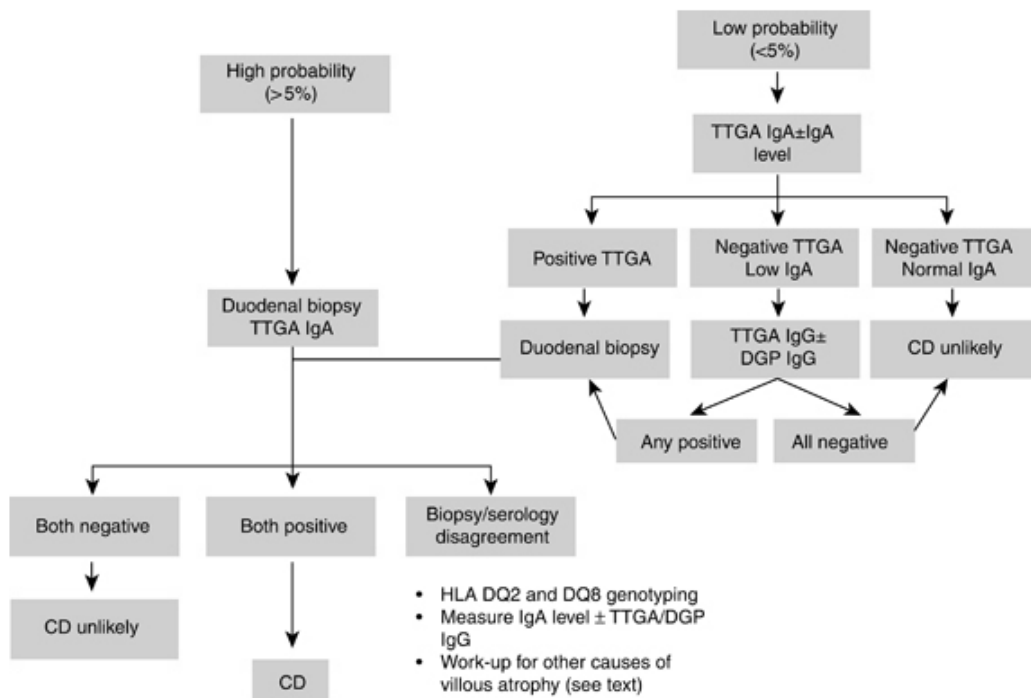 High probability
(>5%)
Low probability
(<5%)
TTGA IgA±IgA
level
Positive TTGA
Negative TTGA
Low IgA
Negative TTGA
Normal IgA
Duodenal biopsy
TTGA IgA
Duodenal biopsy
TTGA IgG±
DGP IgG
CD unlikely
Any positive
All negative
Both negative
Both positive
Biopsy/serology
disagreement
CD unlikely
CD
• HLA DQ2 and DQ8 genotyping
• Measure IgA level ± TTGA/DGP
IgG
• Work-up for other causes of
villous atrophy (see text)